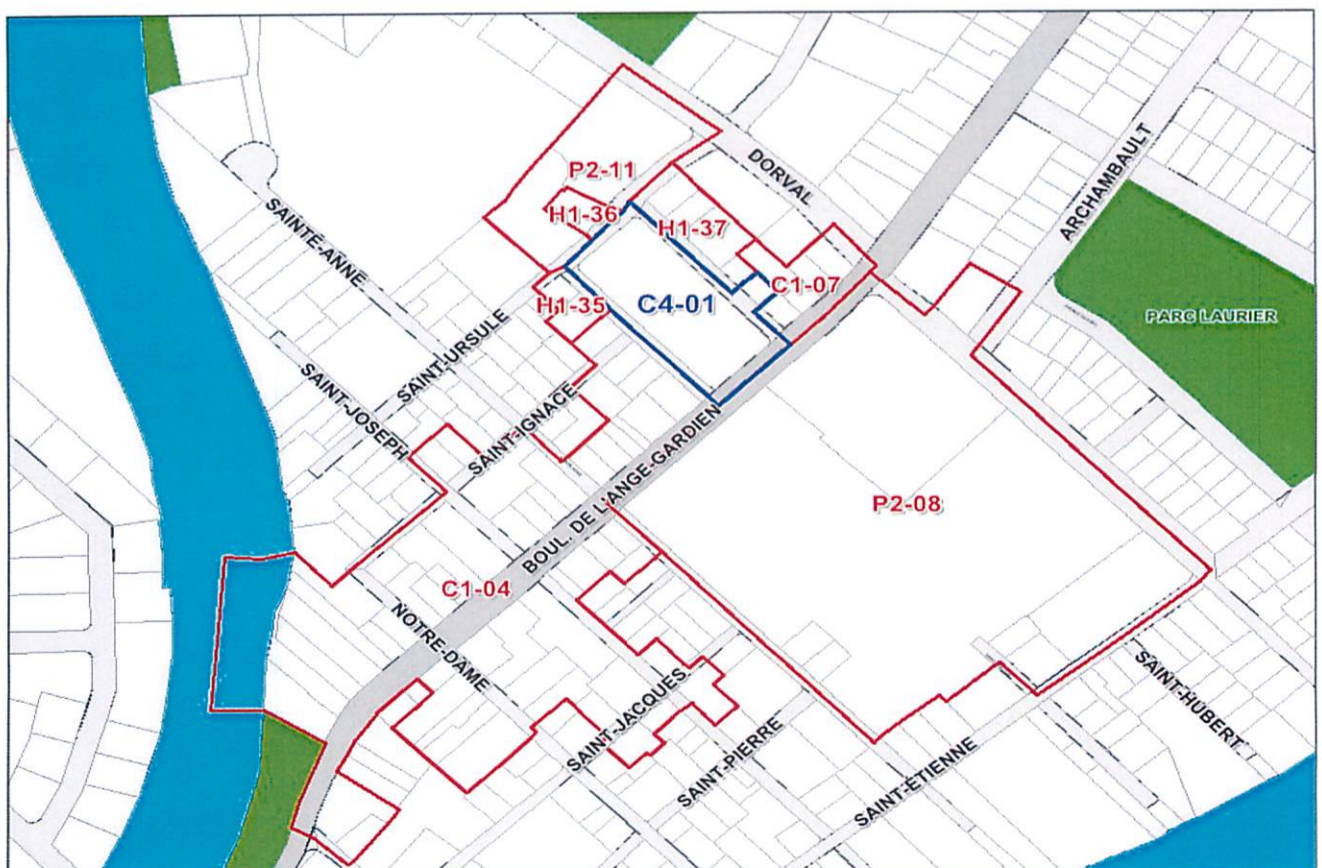 DORVAL
ARCHAMBAULT
P2-11
SAINTE-ANNE
H1-36
H1-37
C1-07
H1-35
C4-01
PARC LAURIER
SAINT-URSULE
SAINT-JOSEPH
SAINT-IGNACE
BOUL. DE L'ANGE-GARDIEN
P2-08
C1-04
NOTRE-DAME
SAINT-JACQUES
SAINT-PIERRE
SAINT-HUBERT
SAINT-ETIENNE